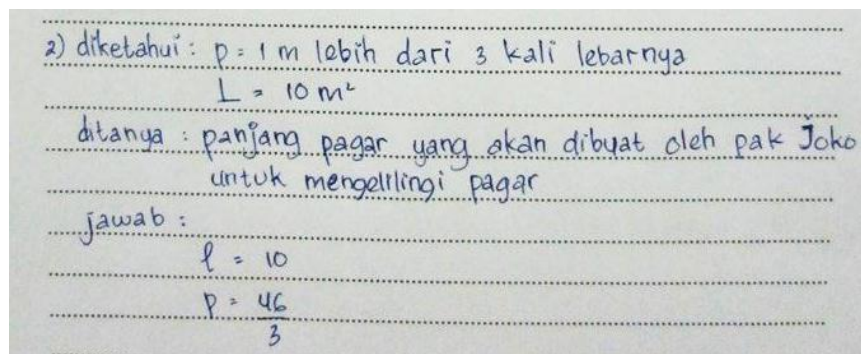 2) diketahui : p = 1 m lebih dari 3 kali lebarnya
L = 10 m²
ditanya : panjang pagar yang akan dibuat oleh pak Joko
untuk mengelilingi pagar
jawab :
l = 10
p = 46
3